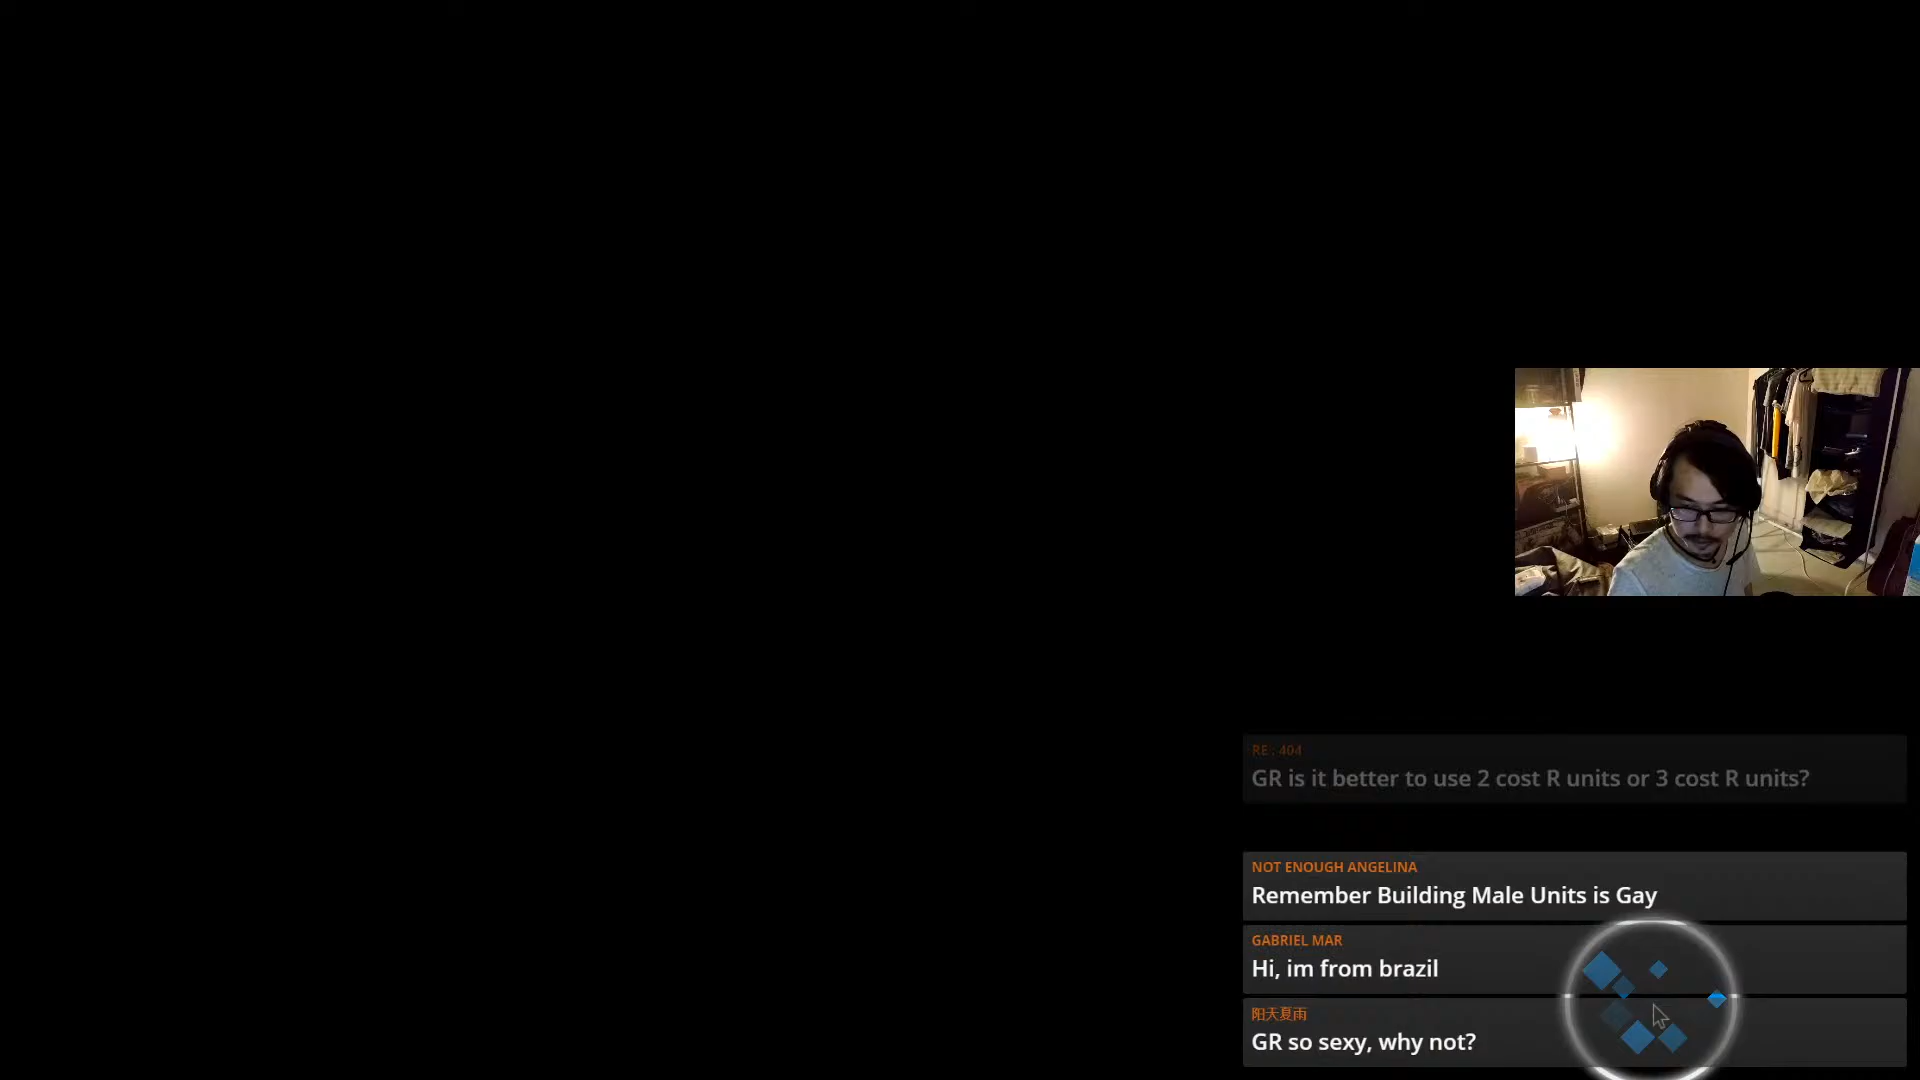 RE : 404
GR is it better to use 2 cost R units or 3 cost R units?
NOT ENOUGH ANGELINA
Remember Building Male Units is Gay
GABRIEL MAR
Hi, im from brazil
阳天夏雨
GR so sexy, why not?